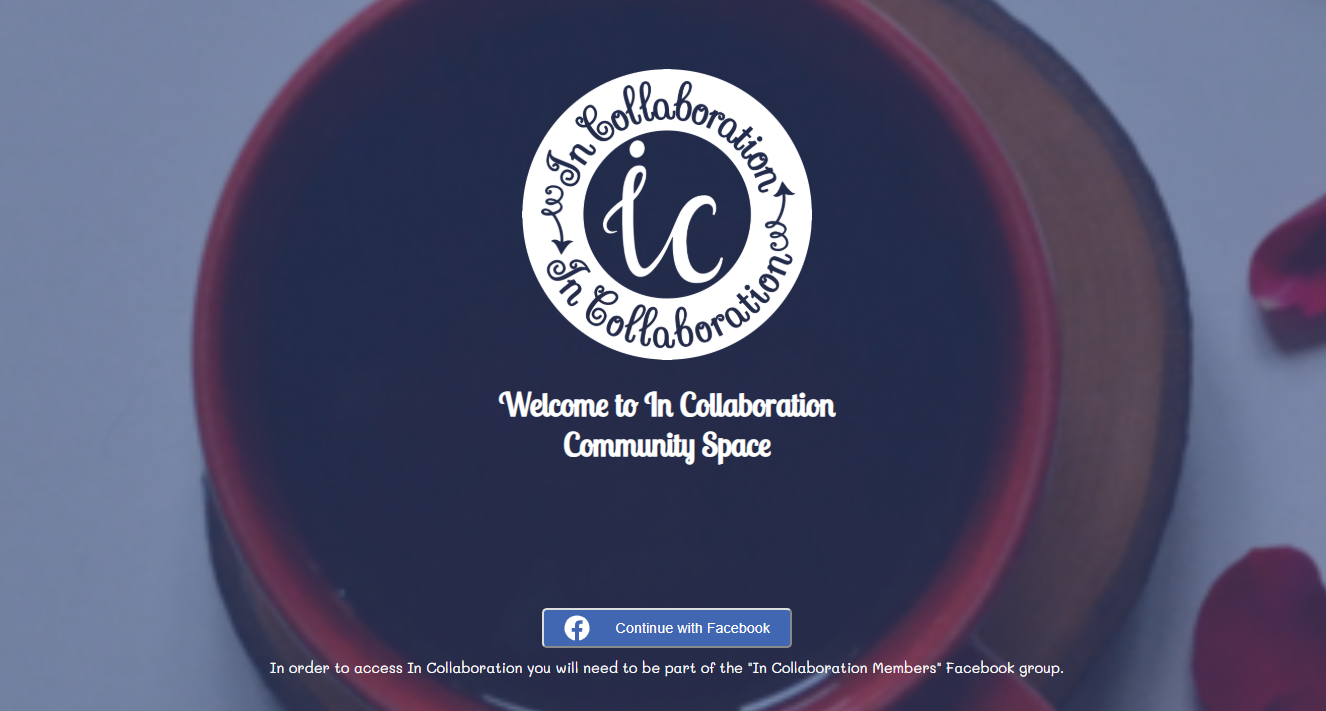 In Collaboration
ic
In Collaboration
Welcome to In Collaboration
Community Space
Continue with Facebook
In order to access In Collaboration you will need to be part of the "In Collaboration Members" Facebook group.